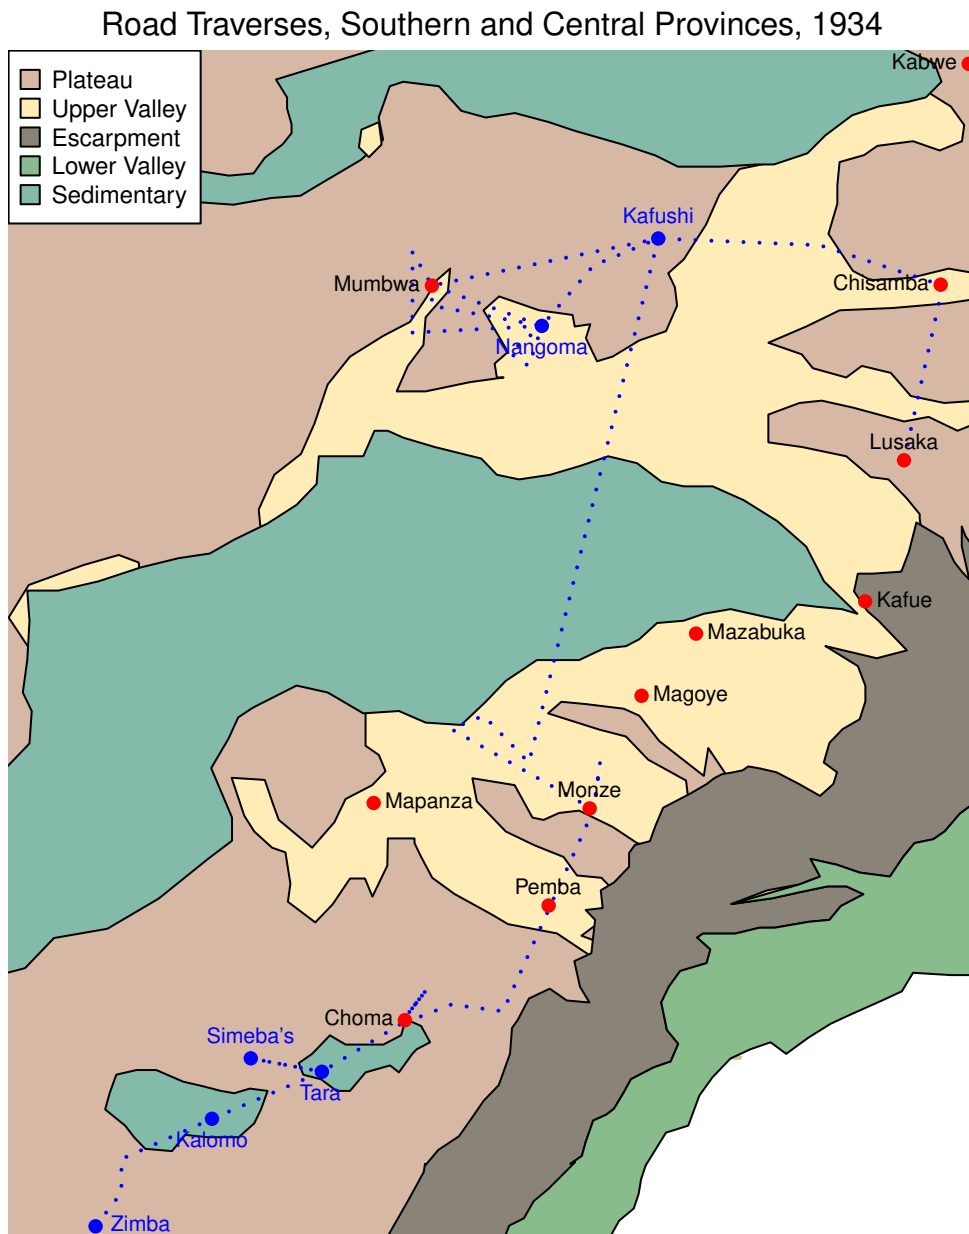 Road Traverses, Southern and Central Provinces, 1934
Plateau
Upper Valley
Escarpment
Lower Valley
Sedimentary
Kabwe
Kafushi
Mumbwa
Chisamba
Nangoma
Lusaka
Kafue
Mazabuka
Magoye
Monze
Mapanza
Pemba
Choma
Simeba's
Tara
Kalomo
Zimba